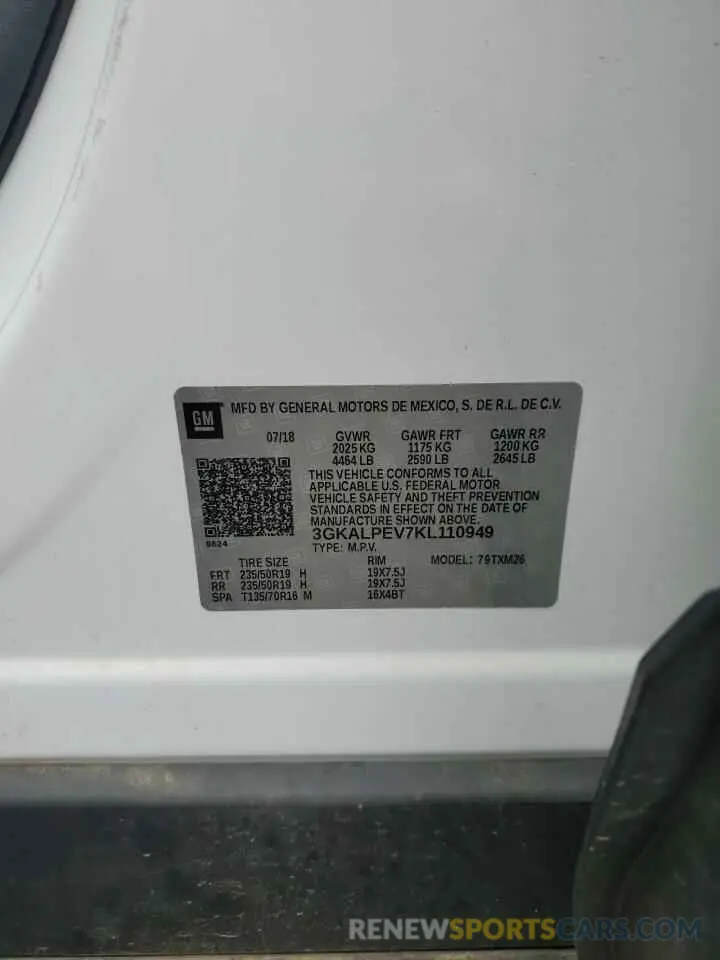 GM MFD BY GENERAL MOTORS DE MEXICO, S. DE R.L. DE C.V.
07/18 GVWR GAWR FRT GAWR RR
2025 KG 1175 KG 1200 KG
4464 LB 2590 LB 2645 LB
THIS VEHICLE CONFORMS TO ALL
APPLICABLE U.S. FEDERAL MOTOR
VEHICLE SAFETY AND THEFT PREVENTION
STANDARDS IN EFFECT ON THE DATE OF
MANUFACTURE SHOWN ABOVE.
3GKALPEV7KL110949
9824
TYPE: M.P.V.
TIRE SIZE RIM MODEL: 79TXM26
FRT 235/50R19 H 19X7.5J
RR 235/50R19 H 19X7.5J
SPA T135/70R16 M 16X4BT
RENEWSPORTSCARS.COM